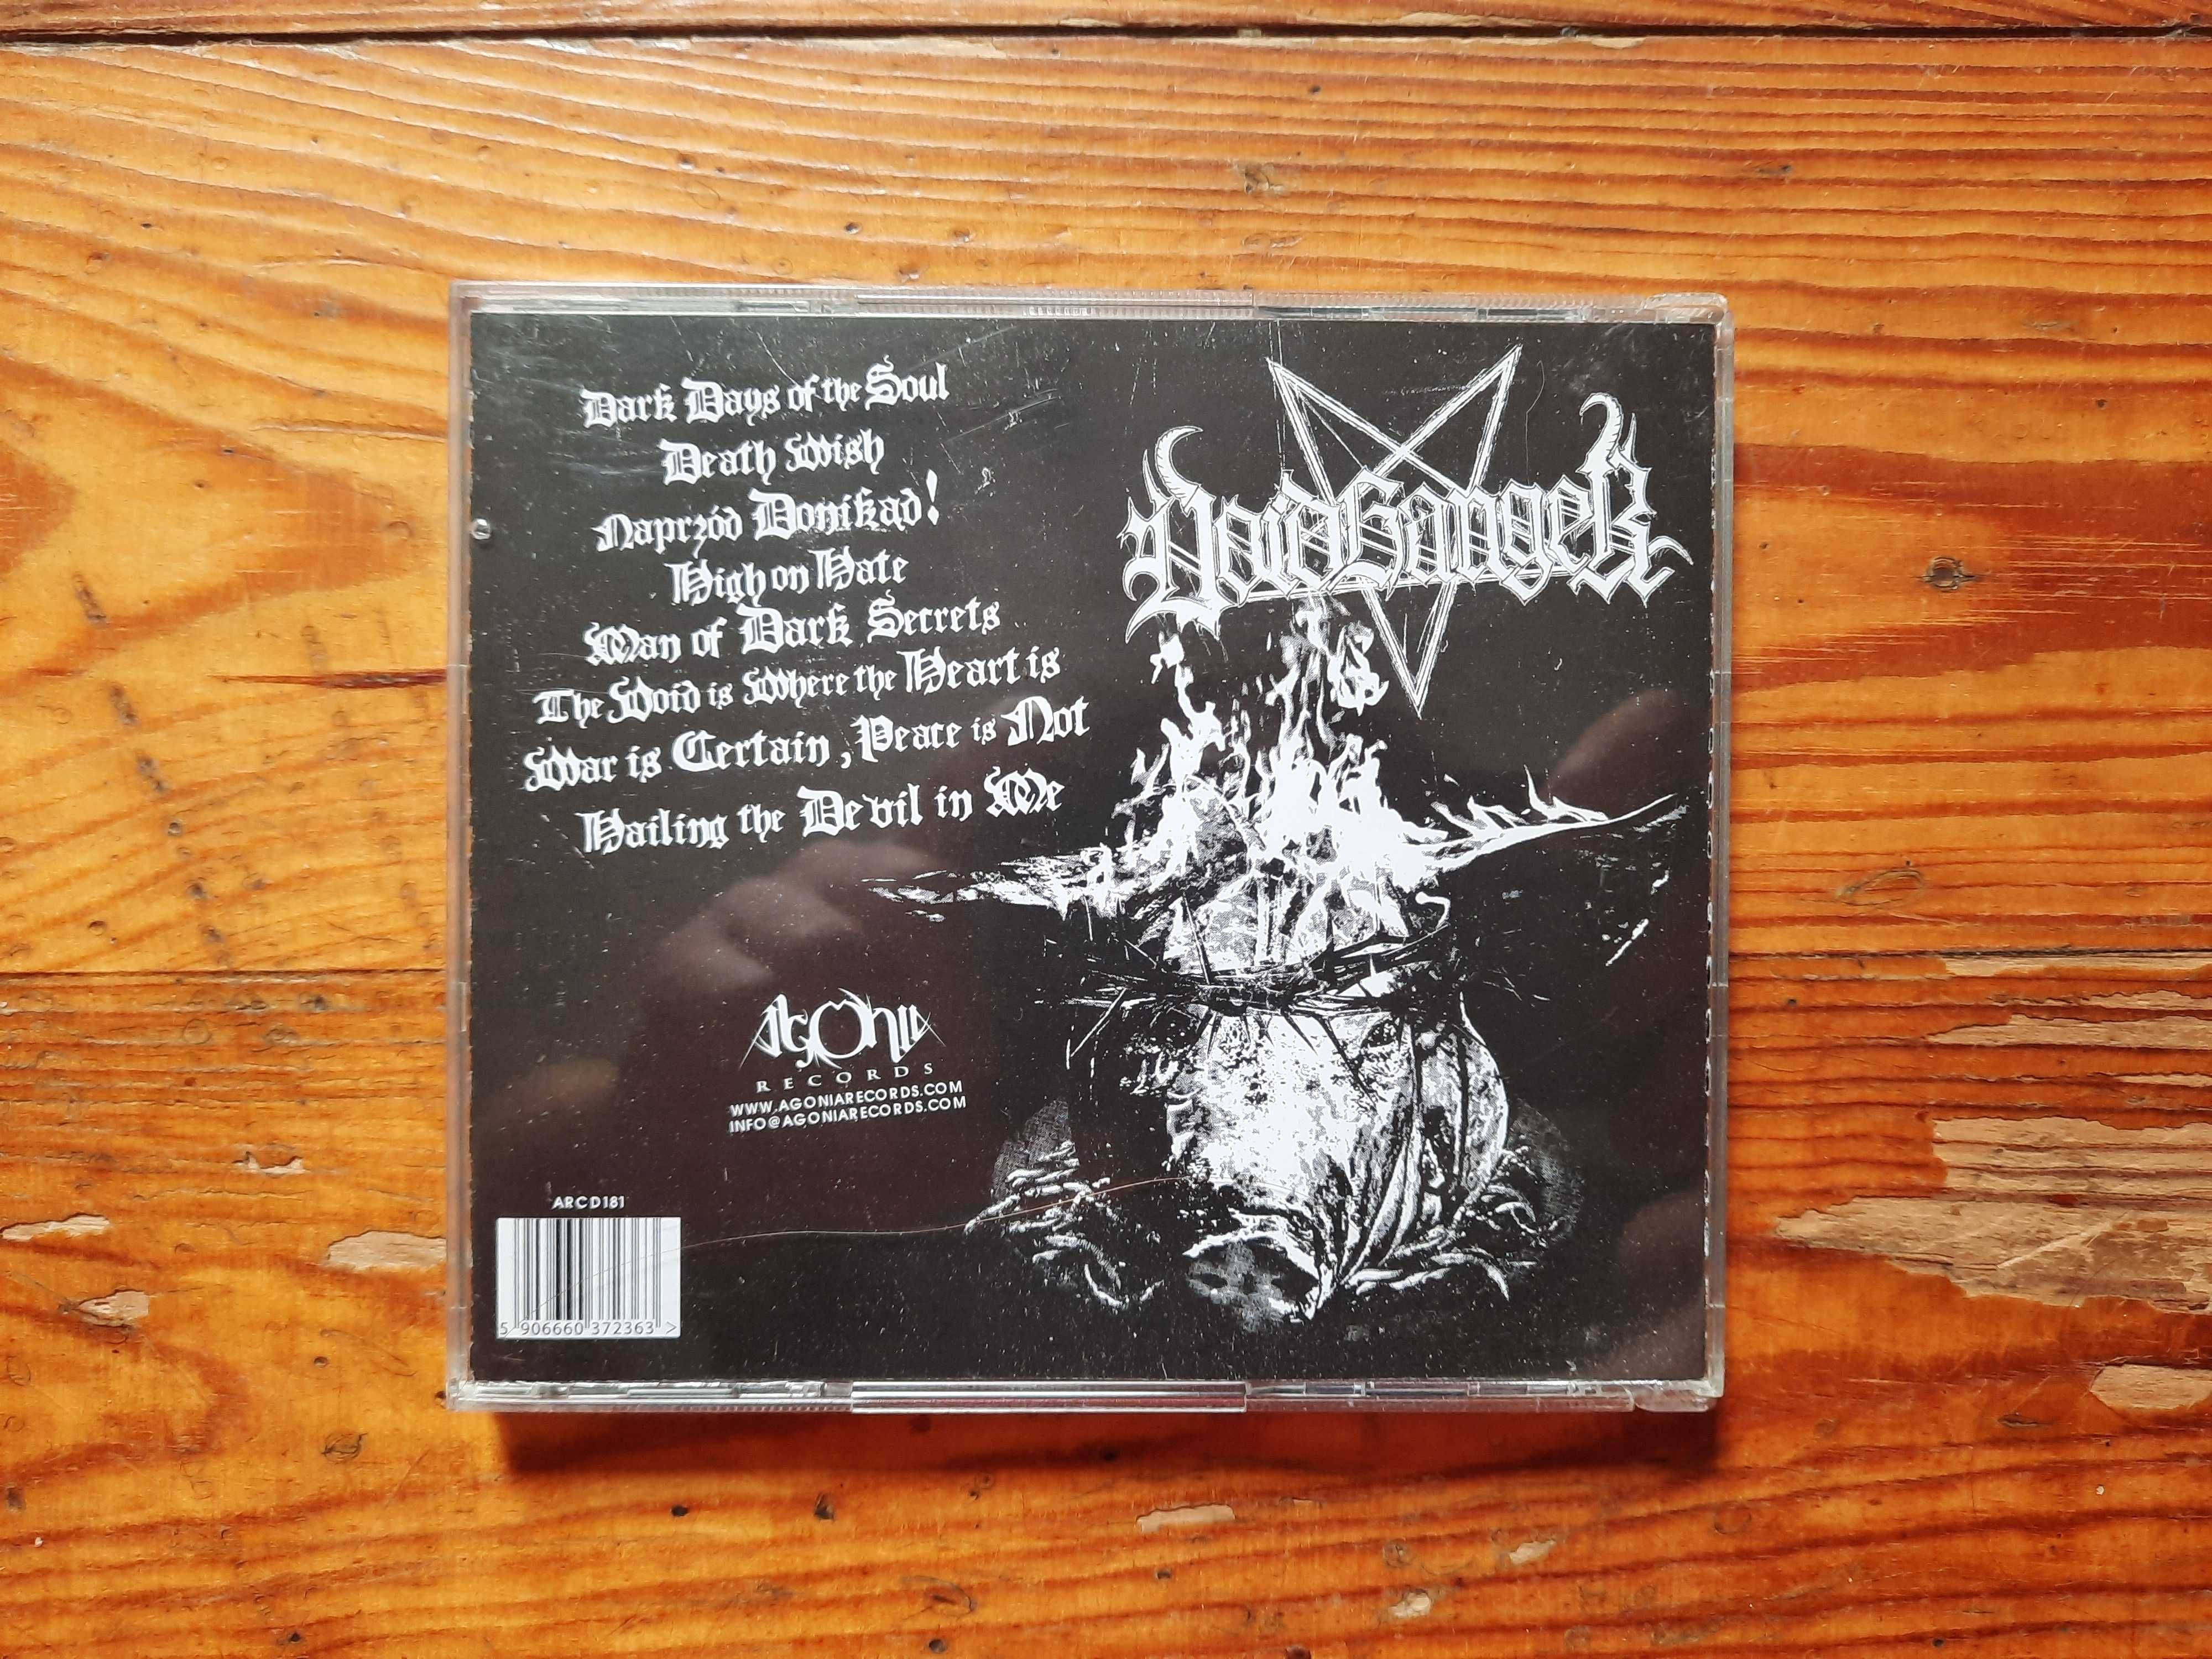 Dark Days of the Soul
Death Wish
Naprzód Donikąd!
High on Hate
Man of Dark Secrets
The Void is Where the Heart is
War is Certain, Peace is Not
Hailing the Devil in Me
VoidhangeR
AgOniA
RECORDS
WWW.AGONIARECORDS.COM
INFO@AGONIARECORDS.COM
ARCD181
5 906660 372363 >